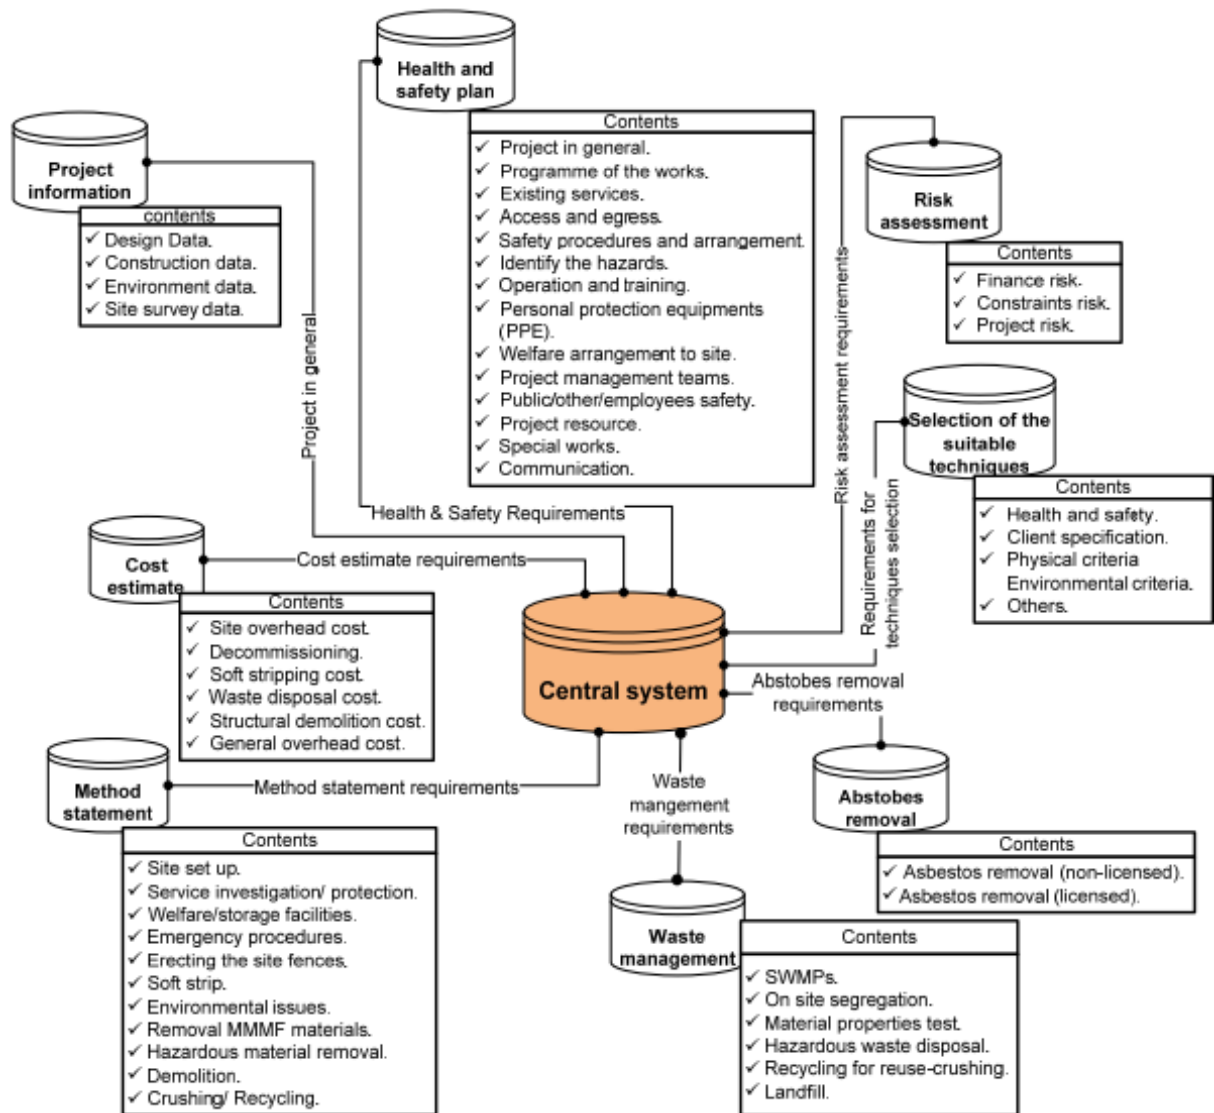 Health and
safety plan
Contents
✓ Project in general.
✓ Programme of the works.
✓ Existing services.
✓ Access and egress.
✓ Safety procedures and arrangement.
✓ Identify the hazards.
✓ Operation and training.
✓ Personal protection equipments
(PPE).
✓ Welfare arrangement to site.
✓ Project management teams.
✓ Public/other/employees safety.
✓ Project resource.
✓ Special works.
✓ Communication.
Project
information
contents
✓ Design Data.
✓ Construction data.
✓ Environment data.
✓ Site survey data.
Risk
assessment
Contents
✓ Finance risk.
✓ Constraints risk.
✓ Project risk.
Selection of the
suitable
techniques
Contents
✓ Health and safety.
✓ Client specification.
✓ Physical criteria
Environmental criteria.
✓ Others.
Project in general
Health & Safety Requirements
Cost estimate requirements
Risk assessment requirements
Requirements for
techniques selection
Cost
estimate
Contents
✓ Site overhead cost.
✓ Decommissioning.
✓ Soft stripping cost.
✓ Waste disposal cost.
✓ Structural demolition cost.
✓ General overhead cost.
Central system
Abstobes removal
requirements
Method
statement
Method statement requirements
Contents
✓ Site set up.
✓ Service investigation/ protection.
✓ Welfare/storage facilities.
✓ Emergency procedures.
✓ Erecting the site fences.
✓ Soft strip.
✓ Environmental issues.
✓ Removal MMMF materials.
✓ Hazardous material removal.
✓ Demolition.
✓ Crushing/ Recycling.
Waste
mangement
requirements
Abstobes
removal
Contents
✓ Asbestos removal (non-licensed).
✓ Asbestos removal (licensed).
Waste
management
Contents
✓ SWMPs.
✓ On site segregation.
✓ Material properties test.
✓ Hazardous waste disposal.
✓ Recycling for reuse-crushing.
✓ Landfill.